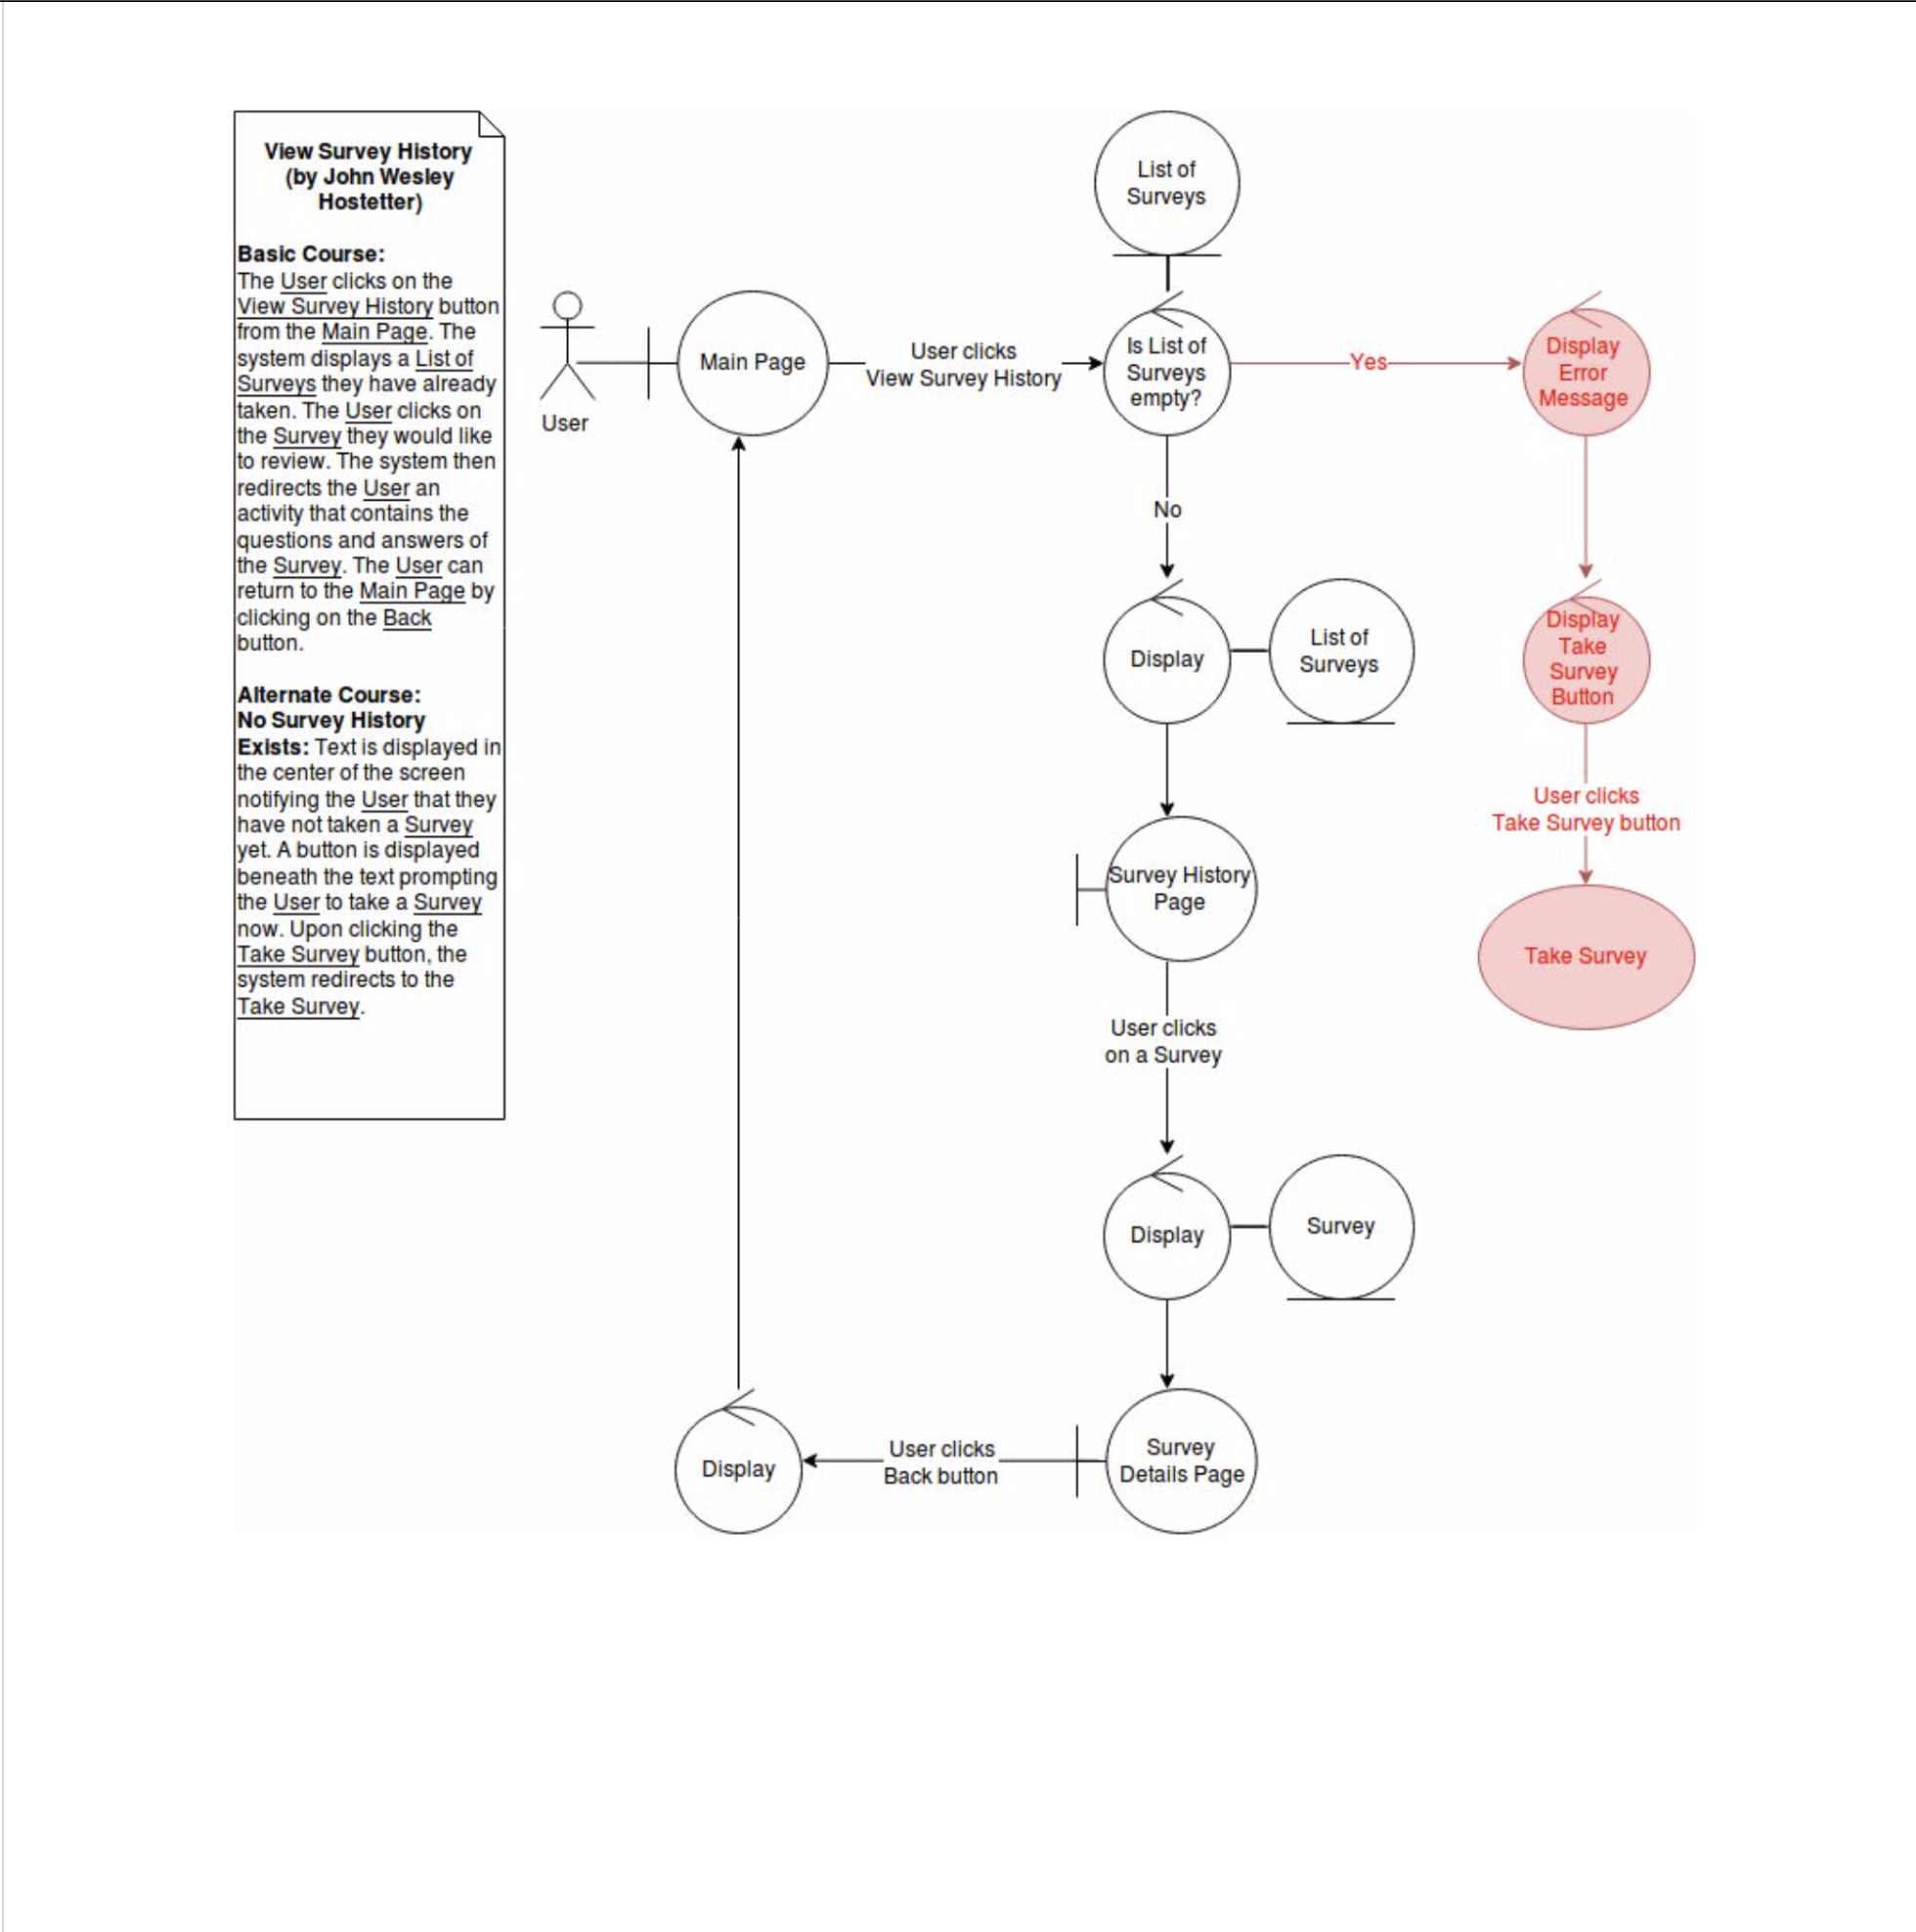 View Survey History
(by John Wesley
Hostetter)
Basic Course:
The User clicks on the
View Survey History button
from the Main Page. The
system displays a List of
Surveys they have already
taken. The User clicks on
the Survey they would like
to review. The system then
redirects the User an
activity that contains the
questions and answers of
the Survey. The User can
return to the Main Page by
clicking on the Back
button.
Alternate Course:
No Survey History
Exists: Text is displayed in
the center of the screen
notifying the User that they
have not taken a Survey
yet. A button is displayed
beneath the text prompting
the User to take a Survey
now. Upon clicking the
Take Survey button, the
system redirects to the
Take Survey.
User
Main Page
User clicks
View Survey History
List of
Surveys
Is List of
Surveys
empty?
Yes
Display
Error
Message
No
Display
List of
Surveys
Display
Take
Survey
Button
User clicks
Take Survey button
Take Survey
Survey History
Page
User clicks
on a Survey
Display
Survey
Survey
Details Page
User clicks
Back button
Display